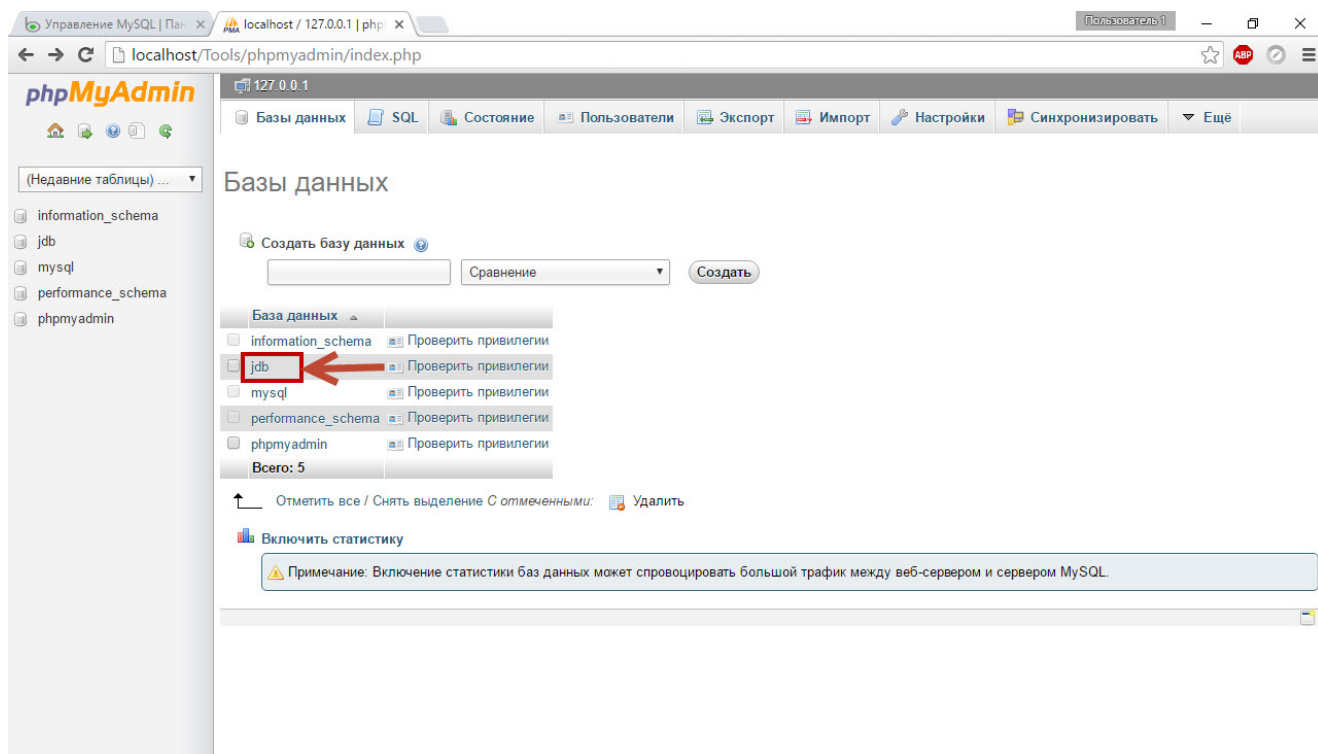 Управление MySQL | Пан
localhost / 127.0.0.1 | php
Пользователь 1
localhost/Tools/phpmyadmin/index.php
ABP
phpMyAdmin
127.0.0.1
Базы данных SQL Состояние Пользователи Экспорт Импорт Настройки Синхронизировать Ещё
(Недавние таблицы) ...
information_schema
jdb
mysql
performance_schema
phpmyadmin
Базы данных
Создать базу данных
Сравнение Создать
База данных
information_schema Проверить привилегии
jdb Проверить привилегии
mysql Проверить привилегии
performance_schema Проверить привилегии
phpmyadmin Проверить привилегии
Всего: 5
Отметить все / Снять выделение С отмеченными: Удалить
Включить статистику
Примечание: Включение статистики баз данных может спровоцировать большой трафик между веб-сервером и сервером MySQL.